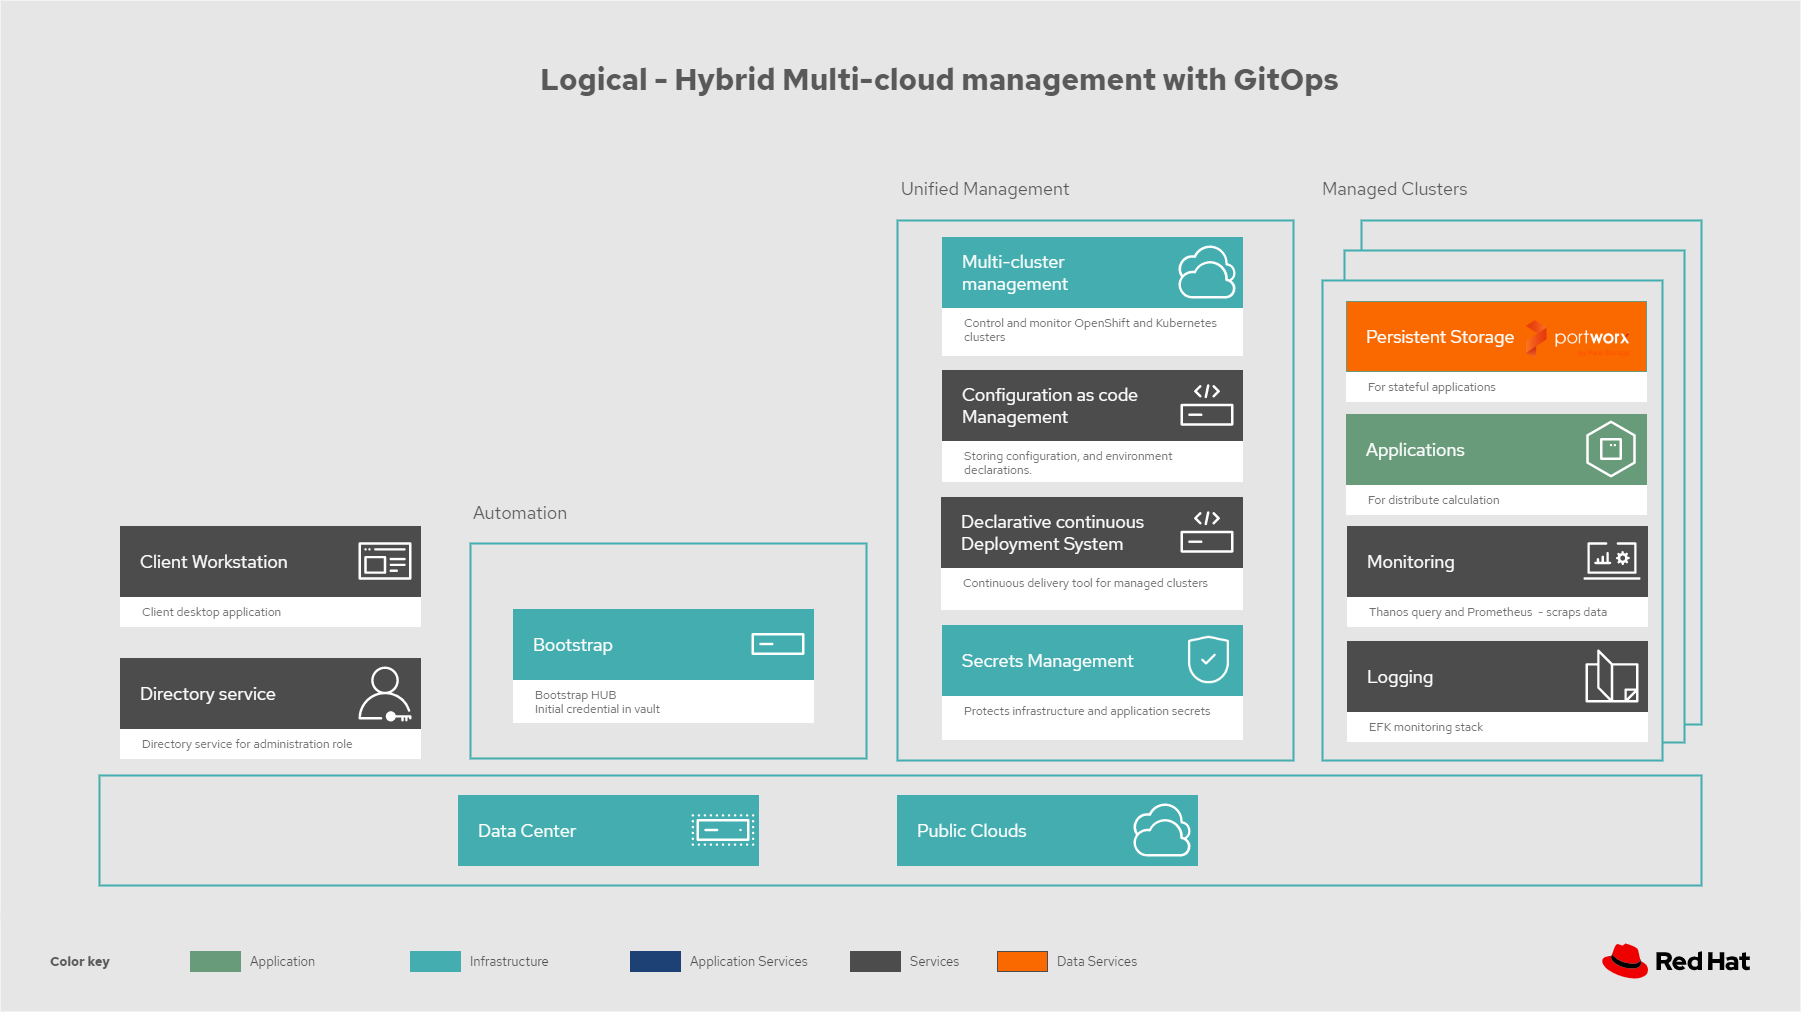 Logical - Hybrid Multi-cloud management with GitOps
Unified Management
Managed Clusters
Multi-cluster
management
Control and monitor OpenShift and Kubernetes
clusters
Configuration as code
Management
Storing configuration, and environment
declarations.
Declarative continuous
Deployment System
Continuous delivery tool for managed clusters
Secrets Management
Protects infrastructure and application secrets
Persistent Storage
portworx
For stateful applications
Applications
For distribute calculation
Monitoring
Thanos query and Prometheus - scraps data
Logging
EFK monitoring stack
Client Workstation
Client desktop application
Directory service
Directory service for administration role
Automation
Bootstrap
Bootstrap HUB
Initial credential in vault
Data Center
Public Clouds
Color key
Application
Infrastructure
Application Services
Services
Data Services
Red Hat